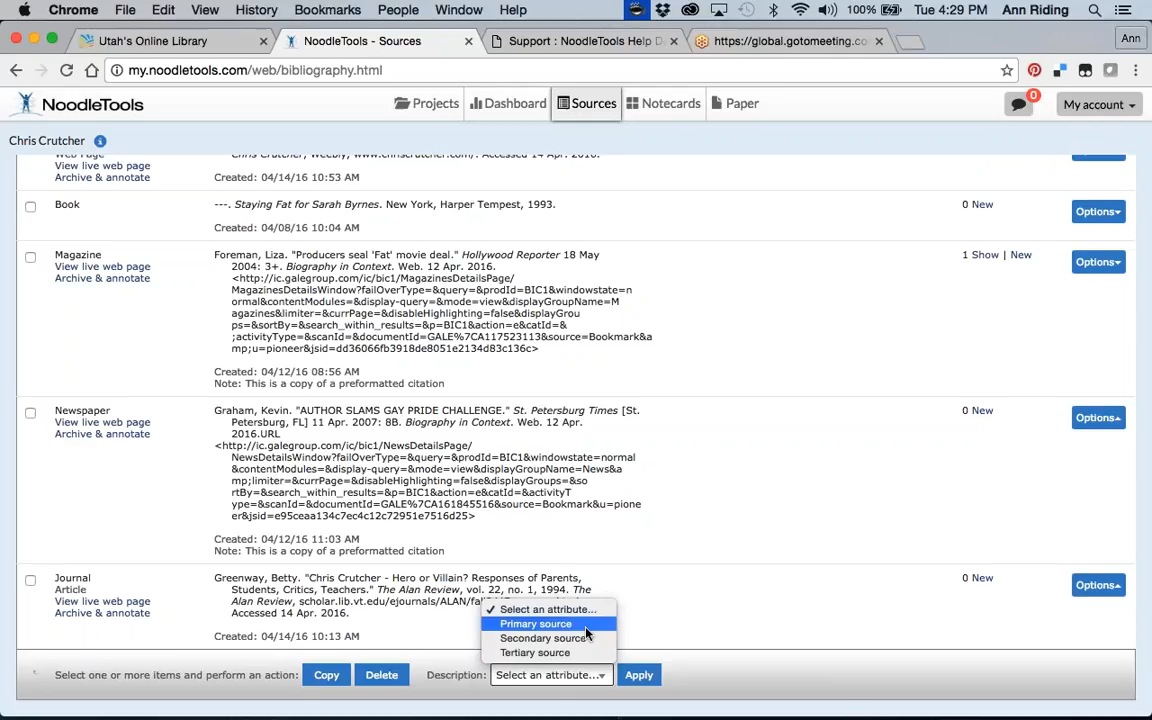 Chrome File Edit View History Bookmarks People Window Help 100% Tue 4:29 PM Ann Riding
Utah's Online Library × NoodleTools - Sources × Support : NoodleTools Help D × https://global.gotomeeting.co × Ann
my.noodletools.com/web/bibliography.html
NoodleTools Projects Dashboard Sources Notecards Paper 0 My account
Chris Crutcher
Web Page Chris Crutcher, Weebly, www.chriscrutcher.com/. Accessed 14 Apr. 2016.
View live web page
Archive & annotate Created: 04/14/16 10:53 AM
Book ---. Staying Fat for Sarah Byrnes. New York, Harper Tempest, 1993. 0 New Options
Created: 04/08/16 10:04 AM
Magazine Foreman, Liza. "Producers seal 'Fat' movie deal." Hollywood Reporter 18 May 1 Show | New Options
View live web page 2004: 3+. Biography in Context. Web. 12 Apr. 2016.
Archive & annotate <http://ic.galegroup.com/ic/bic1/
MagazinesDetailsPage/
MagazinesDetailsWindow?failOverType=&query=&prodId=BIC1&windowstate=n
ormal&contentModules=&display-query=&mode=view&displayGroupName=M
agazines&limiter=&currPage=&disableHighlighting=false&displayGrou
ps=&sortBy=&search_within_results=&p=BIC1&action=e&catId=&
;activityType=&scanId=&documentId=GALE%7CA117523113&source=Bookmark&a
mp;u=pioneer&jsid=dd36066fb3918de8051e2134d83c136c>
Created: 04/12/16 08:56 AM
Note: This is a copy of a preformatted citation
Newspaper Graham, Kevin. "AUTHOR SLAMS GAY PRIDE CHALLENGE." St. Petersburg Times [St. 0 New Options
View live web page Petersburg, FL] 11 Apr. 2007: 8B. Biography in Context. Web. 12 Apr.
Archive & annotate 2016.URL
<http://ic.galegroup.com/ic/bic1/NewsDetailsPage/
NewsDetailsWindow?failOverType=&query=&prodId=BIC1&windowstate=normal
&contentModules=&display-query=&mode=view&displayGroupName=News&a
mp;limiter=&currPage=&disableHighlighting=false&displayGroups=&so
rtBy=&search_within_results=&p=BIC1&action=e&catId=&activityT
ype=&scanId=&documentId=GALE%7CA161845516&source=Bookmark&u=pione
er&jsid=e95ceaa134c7ec4c12c72951e7516d25>
Created: 04/12/16 11:03 AM
Note: This is a copy of a preformatted citation
Journal Greenway, Betty. "Chris Crutcher - Hero or Villain? Responses of Parents, 0 New Options
Article Students, Critics, Teachers." The Alan Review, vol. 22, no. 1, 1994. The
View live web page Alan Review, scholar.lib.vt.edu/ejournals/ALAN/
Archive & annotate Accessed 14 Apr. 2016.
Created: 04/14/16 10:13 AM
✓ Select an attribute...
Primary source
Secondary source
Tertiary source
Select one or more items and perform an action: Copy Delete Description: Select an attribute... Apply